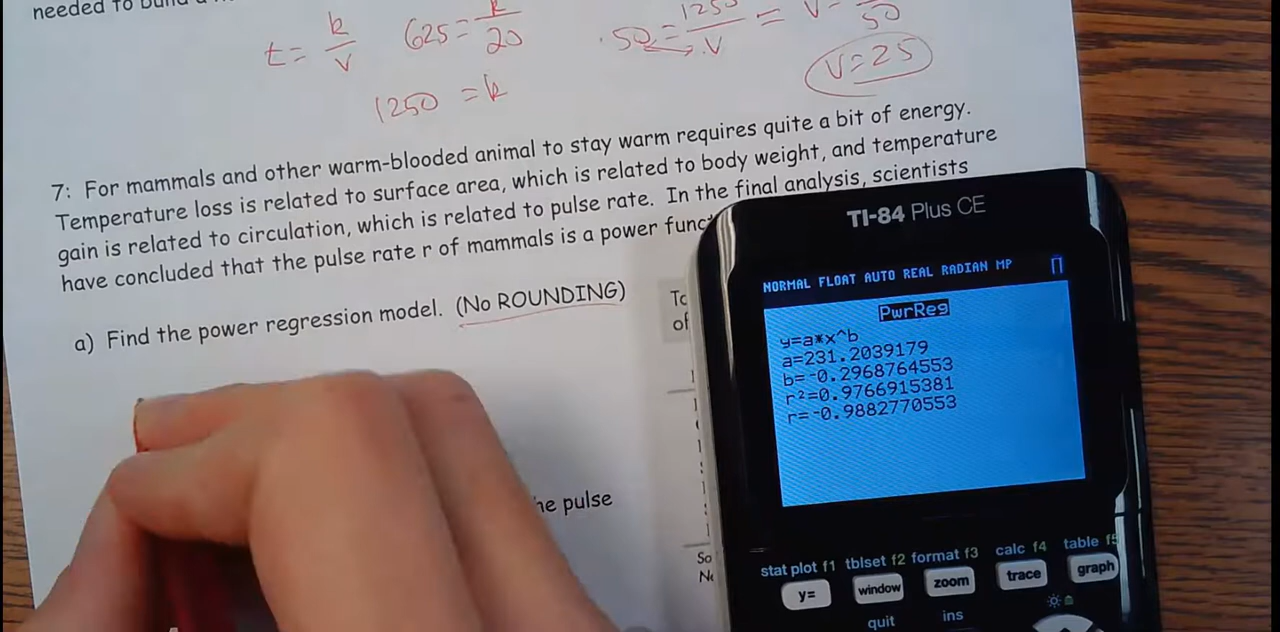 needed to build a
t = k/v 625 = k/20 50 = 1250/v = v = /50
1250 = k v = 25
7: For mammals and other warm-blooded animal to stay warm requires quite a bit of energy.
Temperature loss is related to surface area, which is related to body weight, and temperature
gain is related to circulation, which is related to pulse rate. In the final analysis, scientists
have concluded that the pulse rate r of mammals is a power func
a) Find the power regression model. (No ROUNDING)
he pulse
of
So
TI-84 Plus CE
NORMAL FLOAT AUTO REAL RADIAN MP
PwrReg
y=a*x^b
a=231.2039179
b=-0.2968764553
r²=0.9766915381
r=-0.9882770553
stat plot f1 tblset f2 format f3 calc f4 table f5
y= window zoom trace graph
quit ins